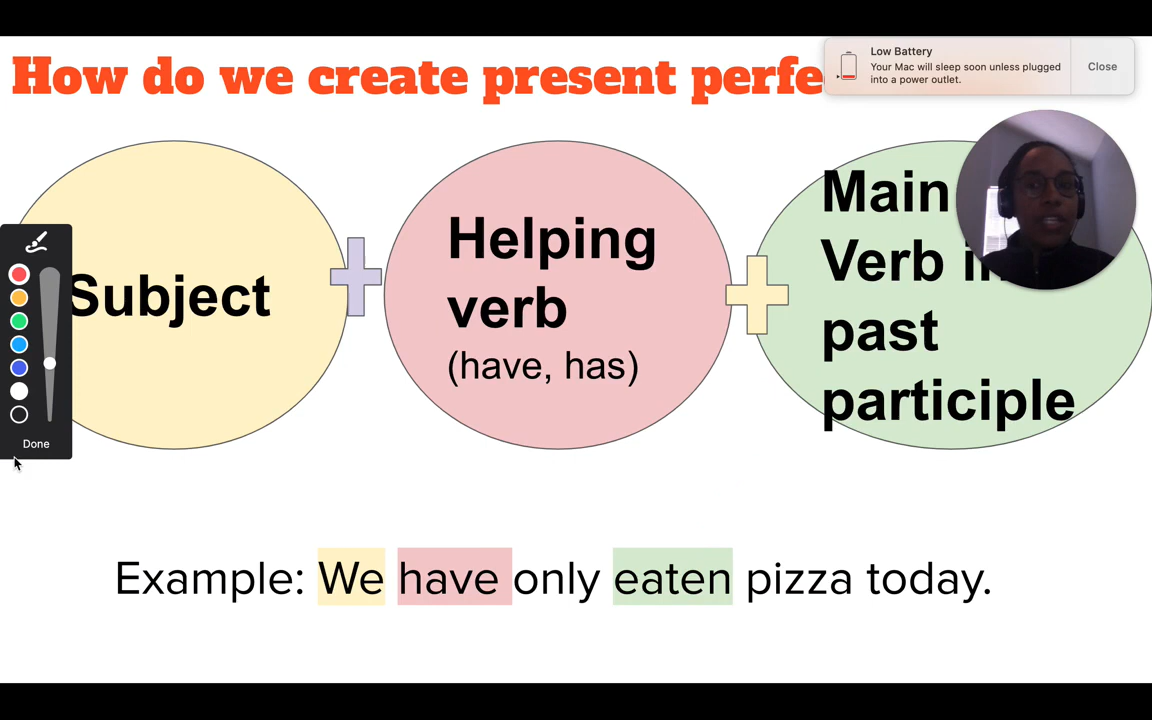 How do we create present perfe
Low Battery
Your Mac will sleep soon unless plugged
into a power outlet.
Close
Subject
Helping
verb
(have, has)
Main
Verb in
past
participle
Done
Example: We have only eaten pizza today.